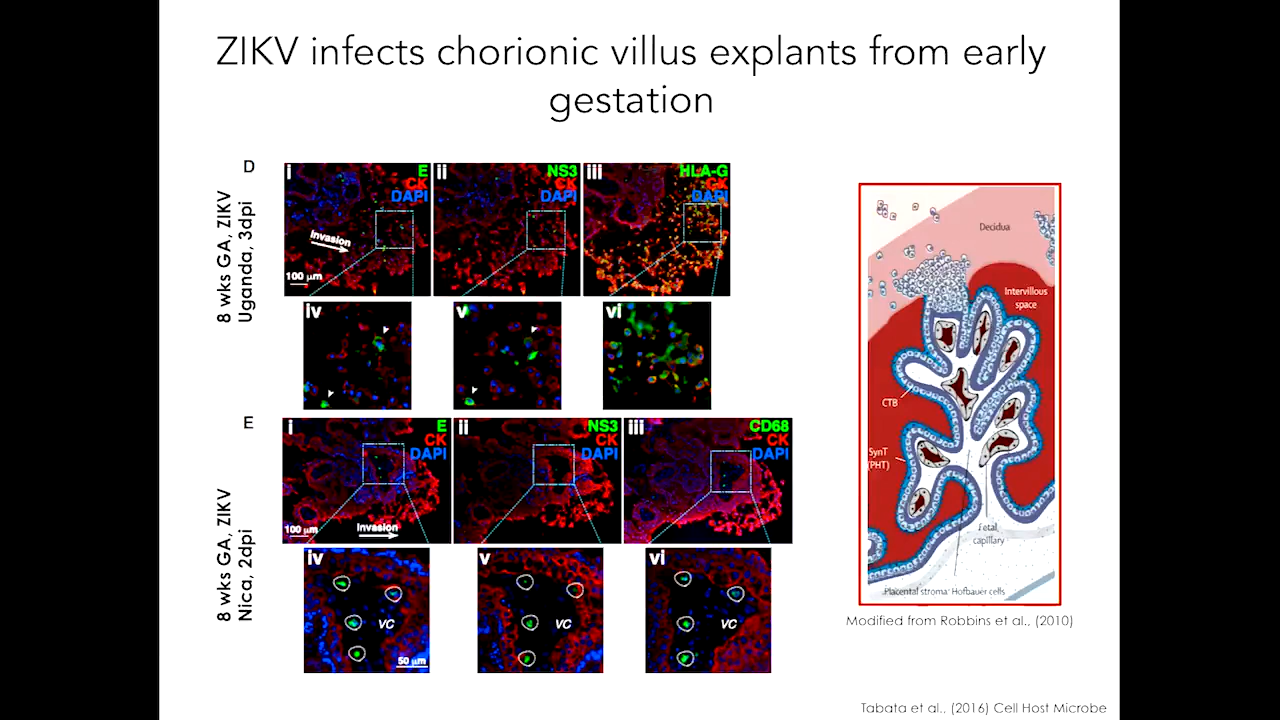 ZIKV infects chorionic villus explants from early
gestation
D
8 wks GA, ZIKV
Uganda, 3dpi
i
E
CK
DAPI
Invasion
100 µm
ii
NS3
CK
DAPI
iii
HLA-G
CK
DAPI
iv
v
vi
E
8 wks GA, ZIKV
Nica, 2dpi
i
E
CK
DAPI
100 µm
Invasion
ii
NS3
CK
DAPI
iii
CD68
CK
DAPI
iv
VC
50 µm
v
VC
vi
VC
Decidua
Intervillous
space
CTB
SynT
(PHT)
Fetal
capillary
Placental stroma: Hofbauer cells
Modified from Robbins et al., (2010)
Tabata et al., (2016) Cell Host Microbe